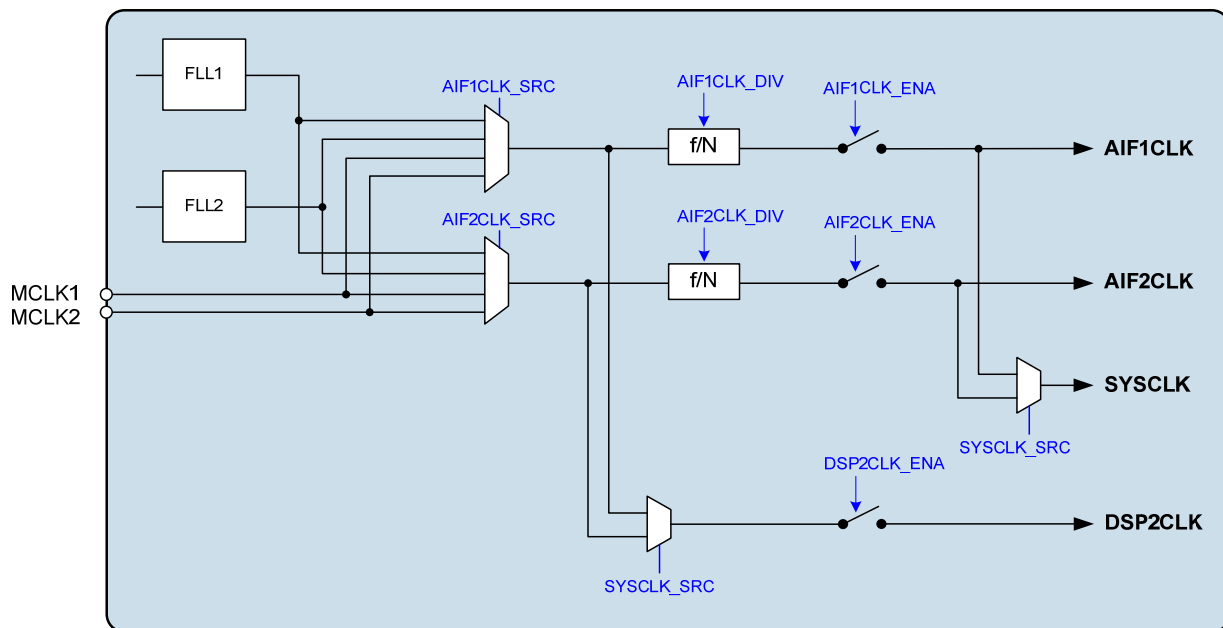 FLL1
AIF1CLK_SRC
AIF1CLK_DIV
AIF1CLK_ENA
f/N
AIF1CLK
FLL2
AIF2CLK_SRC
AIF2CLK_DIV
AIF2CLK_ENA
f/N
AIF2CLK
MCLK1
MCLK2
SYSCLK
SYSCLK_SRC
DSP2CLK_ENA
DSP2CLK
SYSCLK_SRC